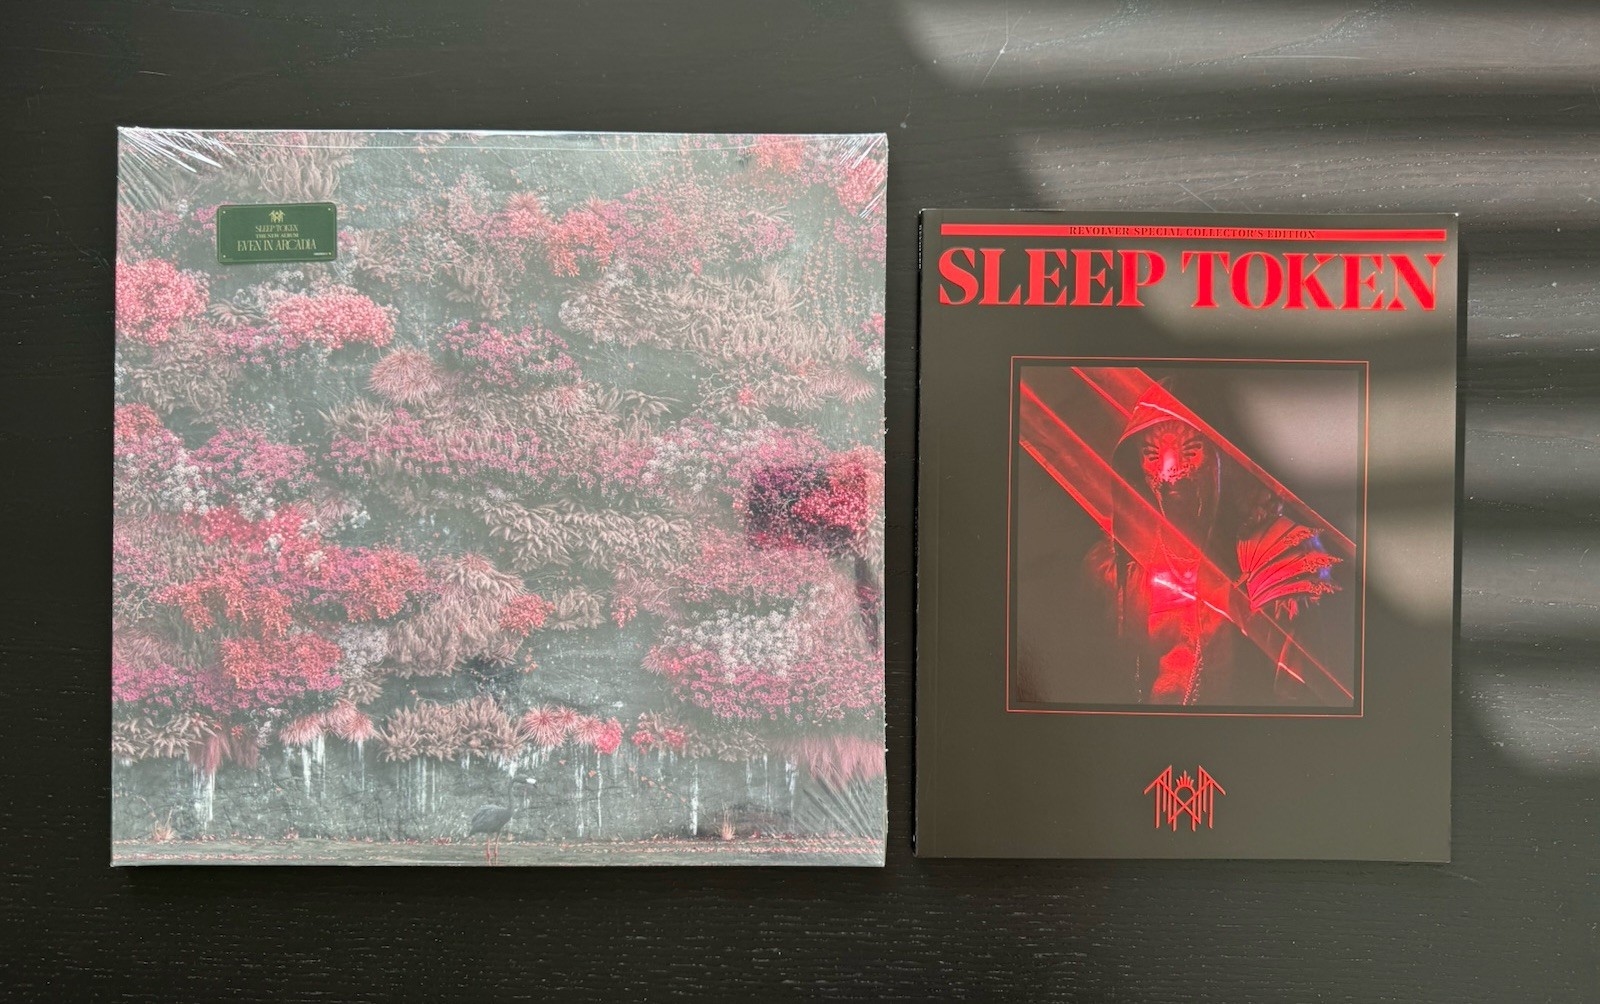 SLEEP TOKEN
THE NEW ALBUM
EVEN IN ARCADIA
REVOLVER SPECIAL COLLECTOR'S EDITION
SLEEP TOKEN